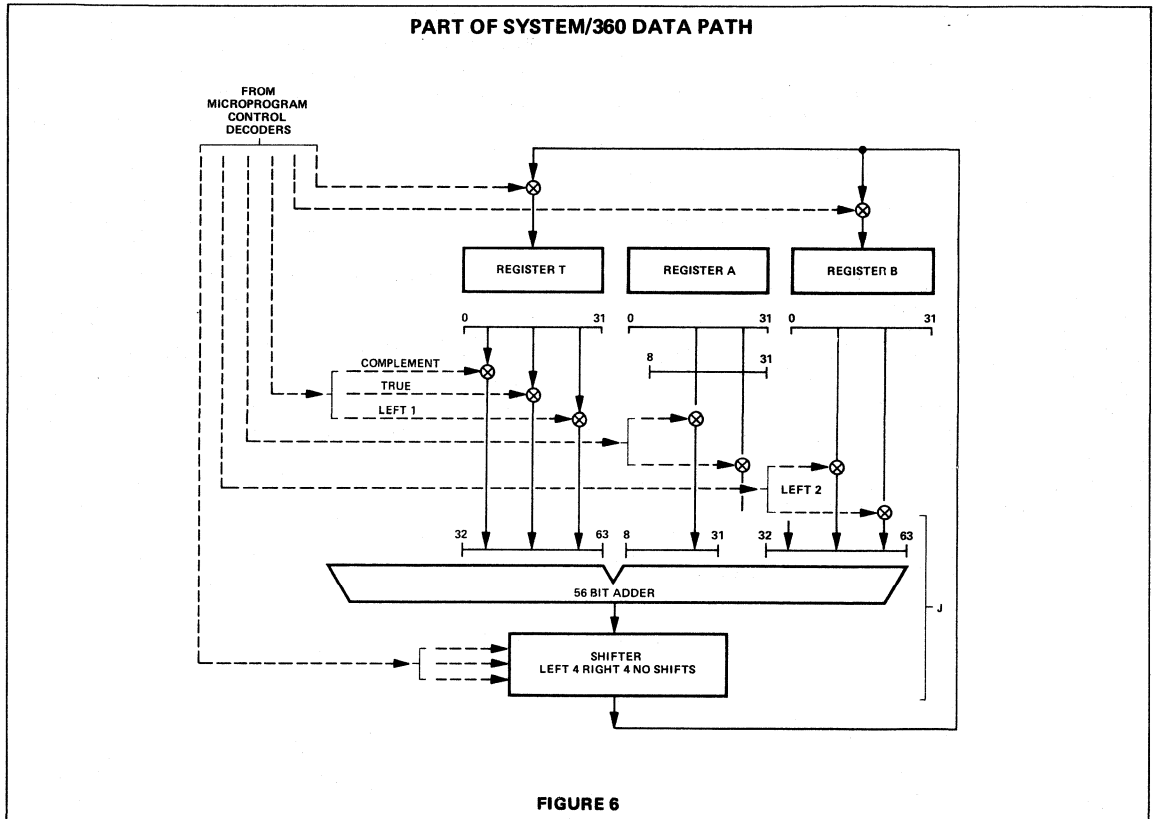 PART OF SYSTEM/360 DATA PATH
FROM
MICROPROGRAM
CONTROL
DECODERS
REGISTER T
REGISTER A
REGISTER B
0 31
0 31
0 31
8 31
COMPLEMENT
TRUE
LEFT 1
LEFT 2
32 63
8 31
32 63
56 BIT ADDER
J
SHIFTER
LEFT 4 RIGHT 4 NO SHIFTS
FIGURE 6